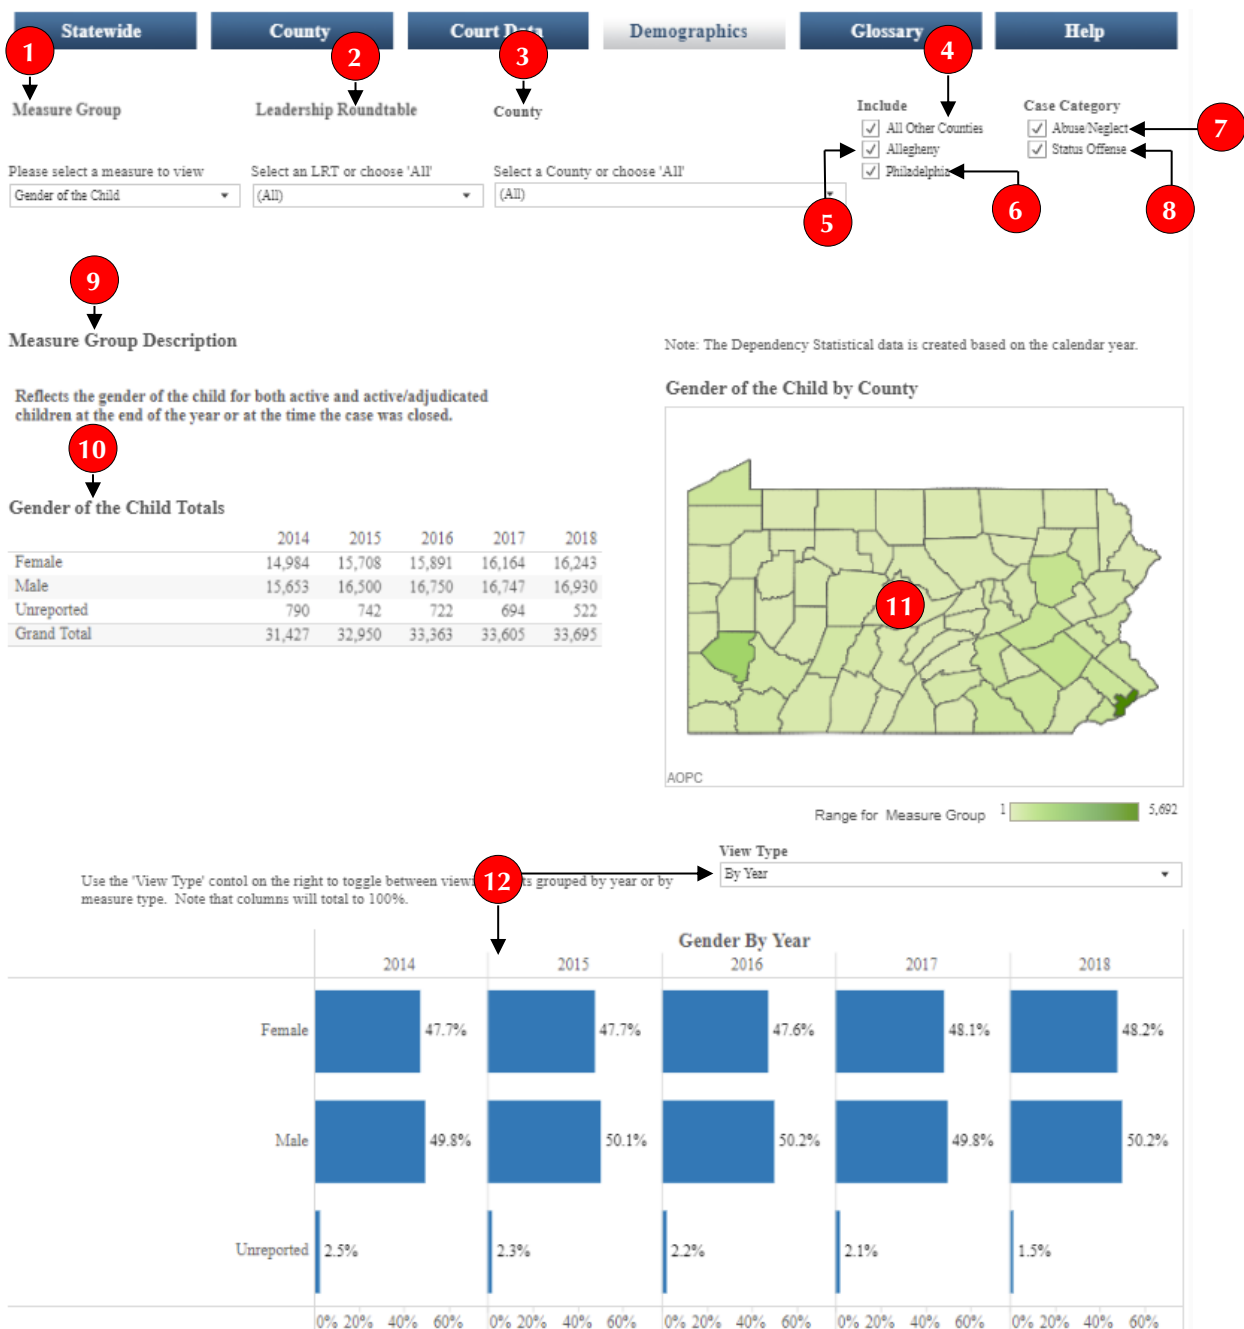 Statewide County Court Data Demographics Glossary Help
1 2 3 4
Measure Group Leadership Roundtable County Include Case Category
All Other Counties Abuse/Neglect 7
Allegheny Status Offense
Please select a measure to view Select an LRT or choose 'All' Select a County or choose 'All' Philadelphia
Gender of the Child (All) (All)
5 6 8
9
Measure Group Description
Note: The Dependency Statistical data is created based on the calendar year.
Gender of the Child by County
Reflects the gender of the child for both active and active/adjudicated
children at the end of the year or at the time the case was closed.
10
Gender of the Child Totals
2014 2015 2016 2017 2018
Female 14,984 15,708 15,891 16,164 16,243
Male 15,653 16,500 16,750 16,747 16,930
Unreported 790 742 722 694 522
Grand Total 31,427 32,950 33,363 33,605 33,695
11
AOPC
Range for Measure Group 1 5,692
View Type
By Year
12
Use the 'View Type' contol on the right to toggle between grouped by year or by
measure type. Note that columns will total to 100%.
Gender By Year
2014 2015 2016 2017 2018
Female 47.7% 47.7% 47.6% 48.1% 48.2%
Male 49.8% 50.1% 50.2% 49.8% 50.2%
Unreported 2.5% 2.3% 2.2% 2.1% 1.5%
0% 20% 40% 60% 0% 20% 40% 60% 0% 20% 40% 60% 0% 20% 40% 60% 0% 20% 40% 60%